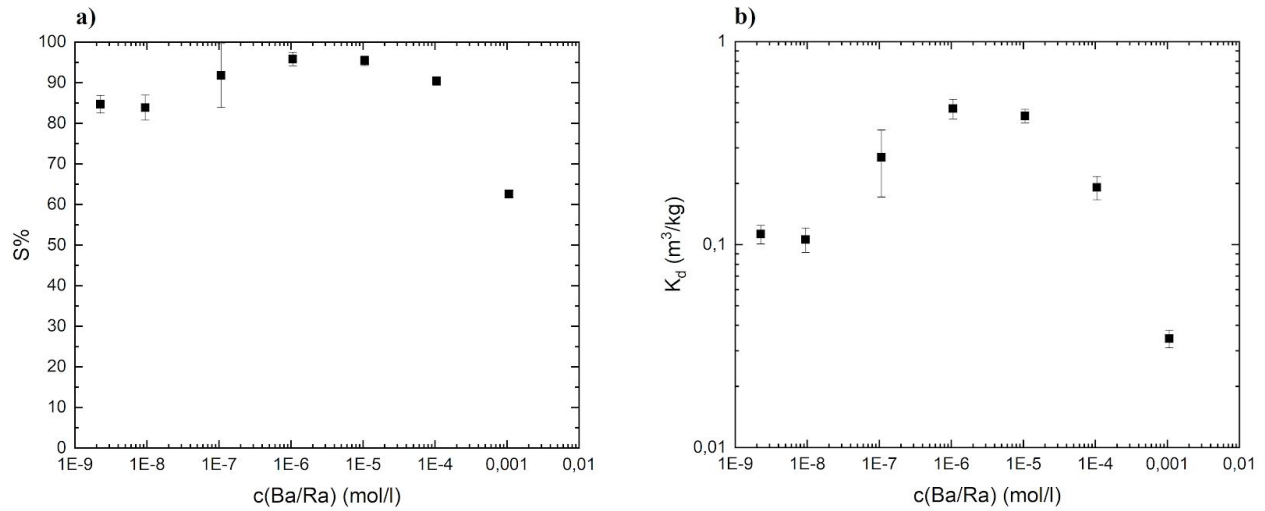 a)
100
90
80
70
60
50
40
30
20
10
0
S%
1E-9 1E-8 1E-7 1E-6 1E-5 1E-4 0,001 0,01
c(Ba/Ra) (mol/l)
b)
1
0,1
0,01
K_d (m³/kg)
1E-9 1E-8 1E-7 1E-6 1E-5 1E-4 0,001 0,01
c(Ba/Ra) (mol/l)